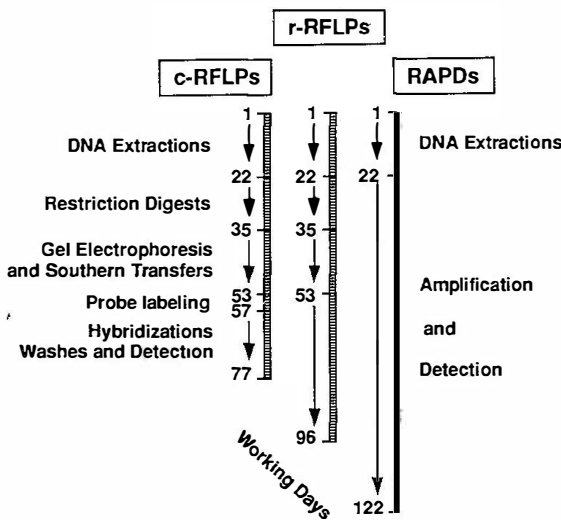 r-RFLPs
c-RFLPs
RAPDs
1 1 1
DNA Extractions
DNA Extractions
22 22 22
Restriction Digests
35 35
Gel Electrophoresis
and Southern Transfers
53 53
Amplification
Probe labeling
57
and
Hybridizations
Washes and Detection
Detection
77
96
Working Days
122